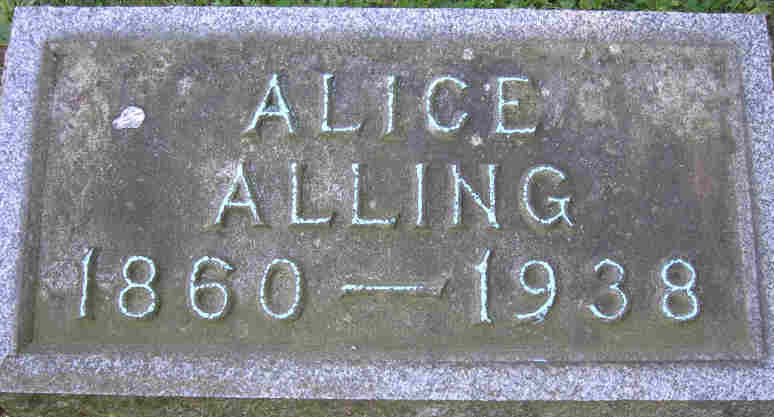 ALICE
ALLING
1860 — 1938